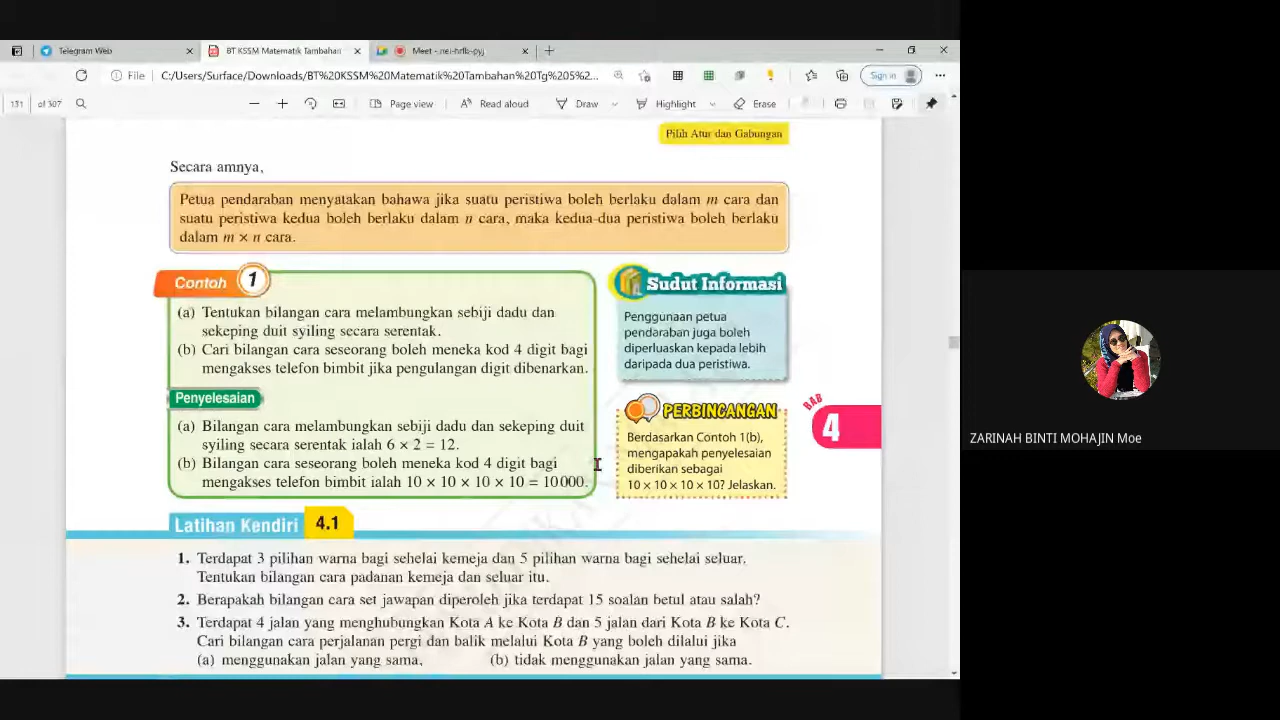 Telegram Web
BT KSSM Matematik Tambahan
Meet - nei-hrfk-pyj
File
C:/Users/Surface/Downloads/BT%20KSSM%20Matematik%20Tambahan%20Tg%205%2...
Sign in
131 of 307
Page view
Read aloud
Draw
Highlight
Erase
Pilih Atur dan Gabungan
Secara amnya,
Petua pendaraban menyatakan bahawa jika suatu peristiwa boleh berlaku dalam m cara dan
suatu peristiwa kedua boleh berlaku dalam n cara, maka kedua-dua peristiwa boleh berlaku
dalam m × n cara.
Contoh 1
(a) Tentukan bilangan cara melambungkan sebiji dadu dan
sekeping duit syiling secara serentak.
(b) Cari bilangan cara seseorang boleh meneka kod 4 digit bagi
mengakses telefon bimbit jika pengulangan digit dibenarkan.
Penyelesaian
(a) Bilangan cara melambungkan sebiji dadu dan sekeping duit
syiling secara serentak ialah 6 × 2 = 12.
(b) Bilangan cara seseorang boleh meneka kod 4 digit bagi
mengakses telefon bimbit ialah 10 × 10 × 10 × 10 = 10 000.
Sudut Informasi
Penggunaan petua
pendaraban juga boleh
diperluaskan kepada lebih
daripada dua peristiwa.
PERBINCANGAN
Berdasarkan Contoh 1(b),
mengapakah penyelesaian
diberikan sebagai
10 × 10 × 10 × 10? Jelaskan.
BAB
4
Latihan Kendiri 4.1
1. Terdapat 3 pilihan warna bagi sehelai kemeja dan 5 pilihan warna bagi sehelai seluar.
Tentukan bilangan cara padanan kemeja dan seluar itu.
2. Berapakah bilangan cara set jawapan diperoleh jika terdapat 15 soalan betul atau salah?
3. Terdapat 4 jalan yang menghubungkan Kota A ke Kota B dan 5 jalan dari Kota B ke Kota C.
Cari bilangan cara perjalanan pergi dan balik melalui Kota B yang boleh dilalui jika
(a) menggunakan jalan yang sama, (b) tidak menggunakan jalan yang sama.
ZARINAH BINTI MOHAJIN Moe